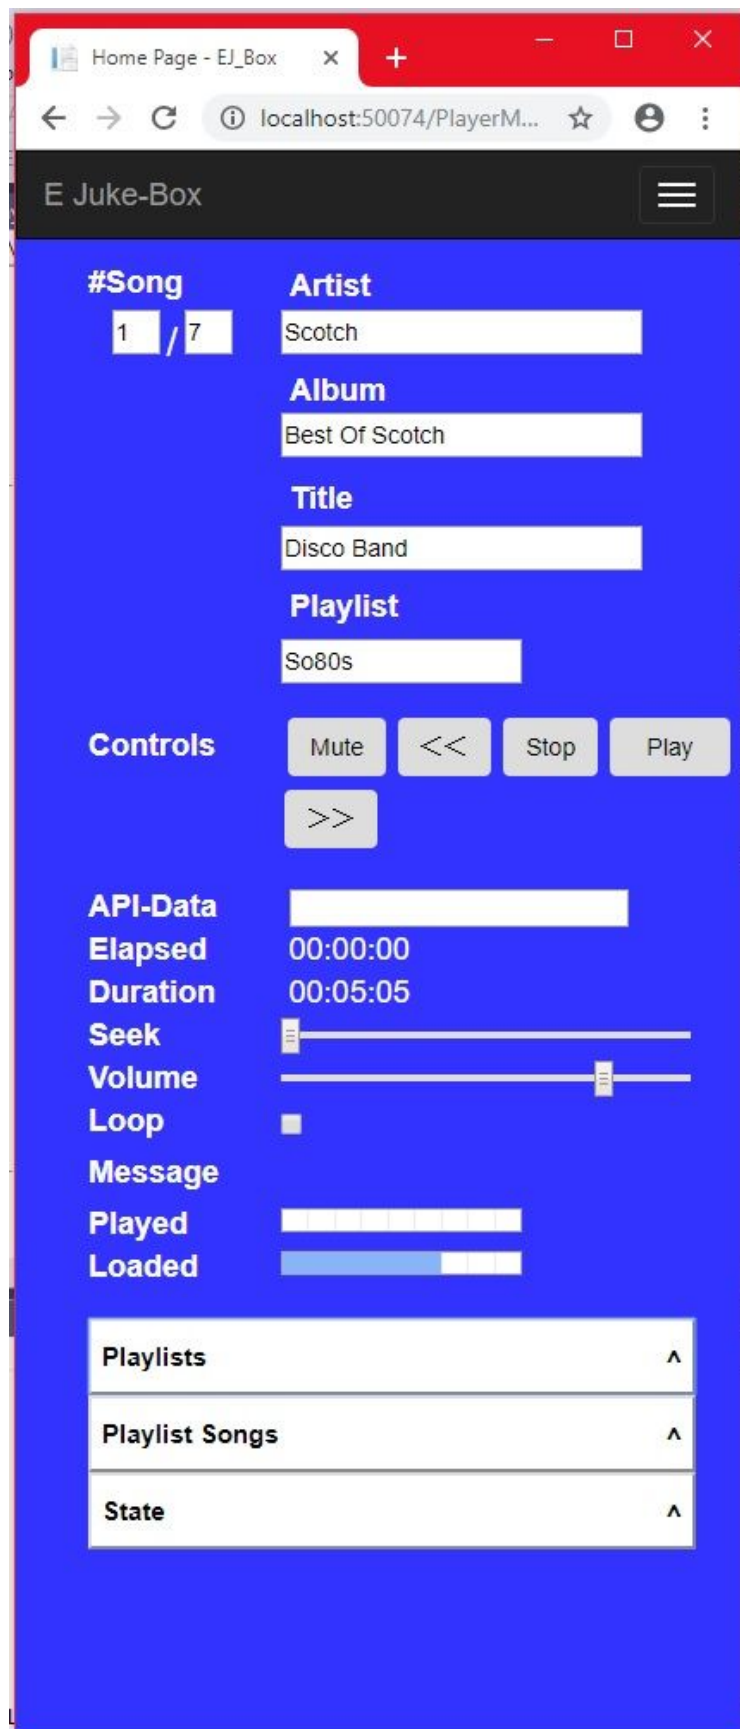 Home Page - EJ_Box
localhost:50074/PlayerM...
E Juke-Box
#Song Artist
1 / 7 Scotch
Album
Best Of Scotch
Title
Disco Band
Playlist
So80s
Controls Mute << Stop Play
>>
API-Data
Elapsed 00:00:00
Duration 00:05:05
Seek
Volume
Loop
Message
Played
Loaded
Playlists ^
Playlist Songs ^
State ^